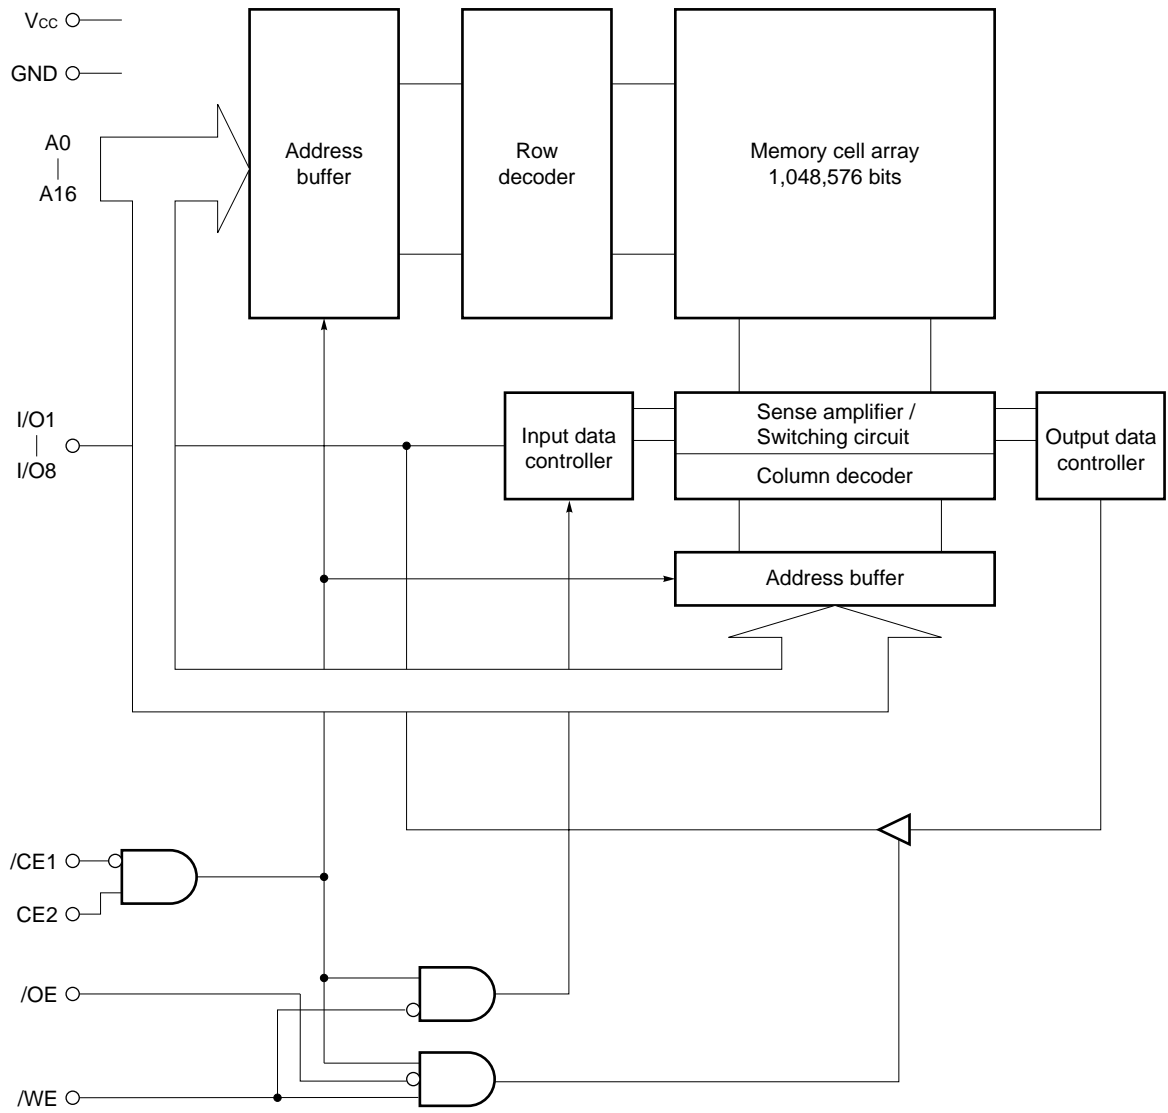 Vcc
GND
A0
A16
Address
buffer
Row
decoder
Memory cell array
1,048,576 bits
I/O1
I/O8
Input data
controller
Sense amplifier /
Switching circuit
Column decoder
Output data
controller
Address buffer
/CE1
CE2
/OE
/WE